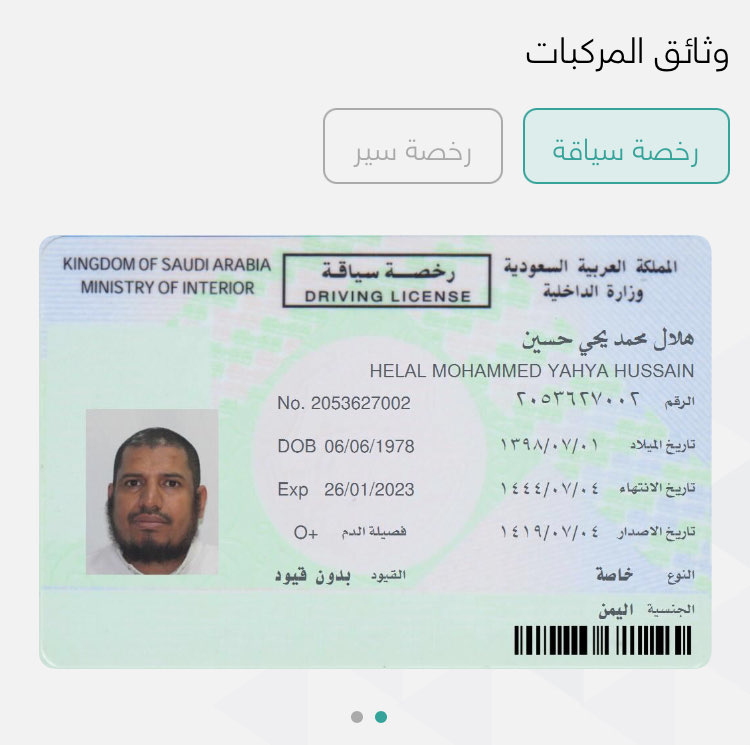 وثائق المركبات
رخصة سياقة
رخصة سير
KINGDOM OF SAUDI ARABIA
MINISTRY OF INTERIOR
رخصة سياقة
DRIVING LICENSE
المملكة العربية السعودية
وزارة الداخلية
هلال محمد يحي حسين
HELAL MOHAMMED YAHYA HUSSAIN
الرقم ٢٠٥٣٦٢٧٠٠٢ No. 2053627002
تاريخ الميلاد ١٣٩٨/٠٧/٠١ DOB 06/06/1978
تاريخ الانتهاء ١٤٤٤/٠٧/٠٤ Exp 26/01/2023
تاريخ الاصدار ١٤١٩/٠٧/٠٤ فصيلة الدم O+
النوع خاصة القيود بدون قيود
الجنسية اليمن